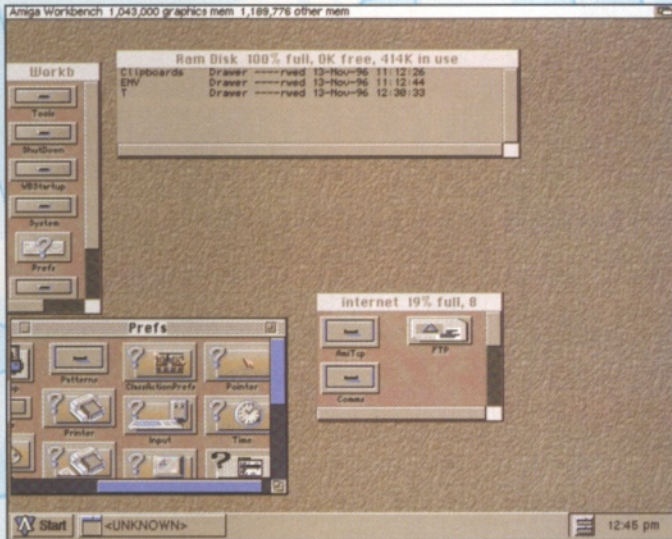 Amiga Workbench 1,043,000 graphics mem 1,189,776 other mem
Ram Disk 100% full, 0K free, 414K in use
Clipboards Drawer ----rwed 13-Nov-96 11:12:26
ENV Drawer ----rwed 13-Nov-96 11:12:44
T Drawer ----rwed 13-Nov-96 12:30:33
Workb
Tools
ShutDown
WBStartup
System
Prefs
internet 19% full, 8
AmiTcp
FTP
Comms
Prefs
Patterns
ClassActionPrefs
Pointer
Printer
Input
Time
Start
<UNKNOWN>
12:45 pm